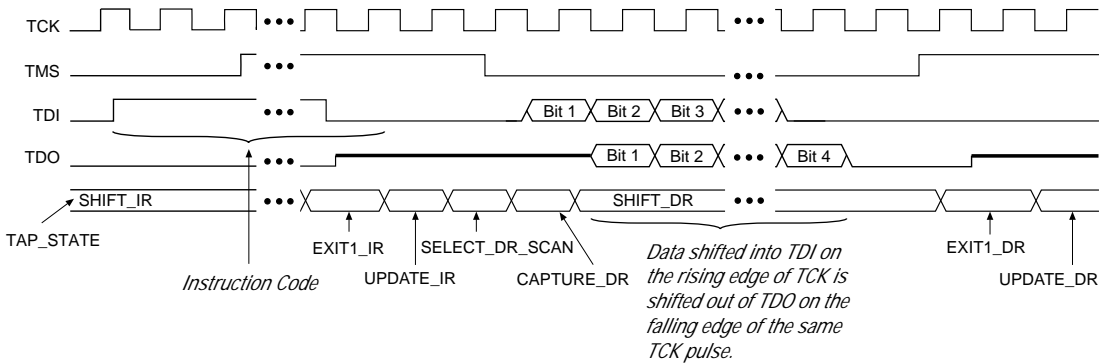 TCK
TMS
TDI Bit 1 Bit 2 Bit 3
TDO Bit 1 Bit 2 Bit 4
SHIFT_IR SHIFT_DR
TAP_STATE
EXIT1_IR SELECT_DR_SCAN EXIT1_DR
Instruction Code UPDATE_IR CAPTURE_DR UPDATE_DR
Data shifted into TDI on
the rising edge of TCK is
shifted out of TDO on the
falling edge of the same
TCK pulse.